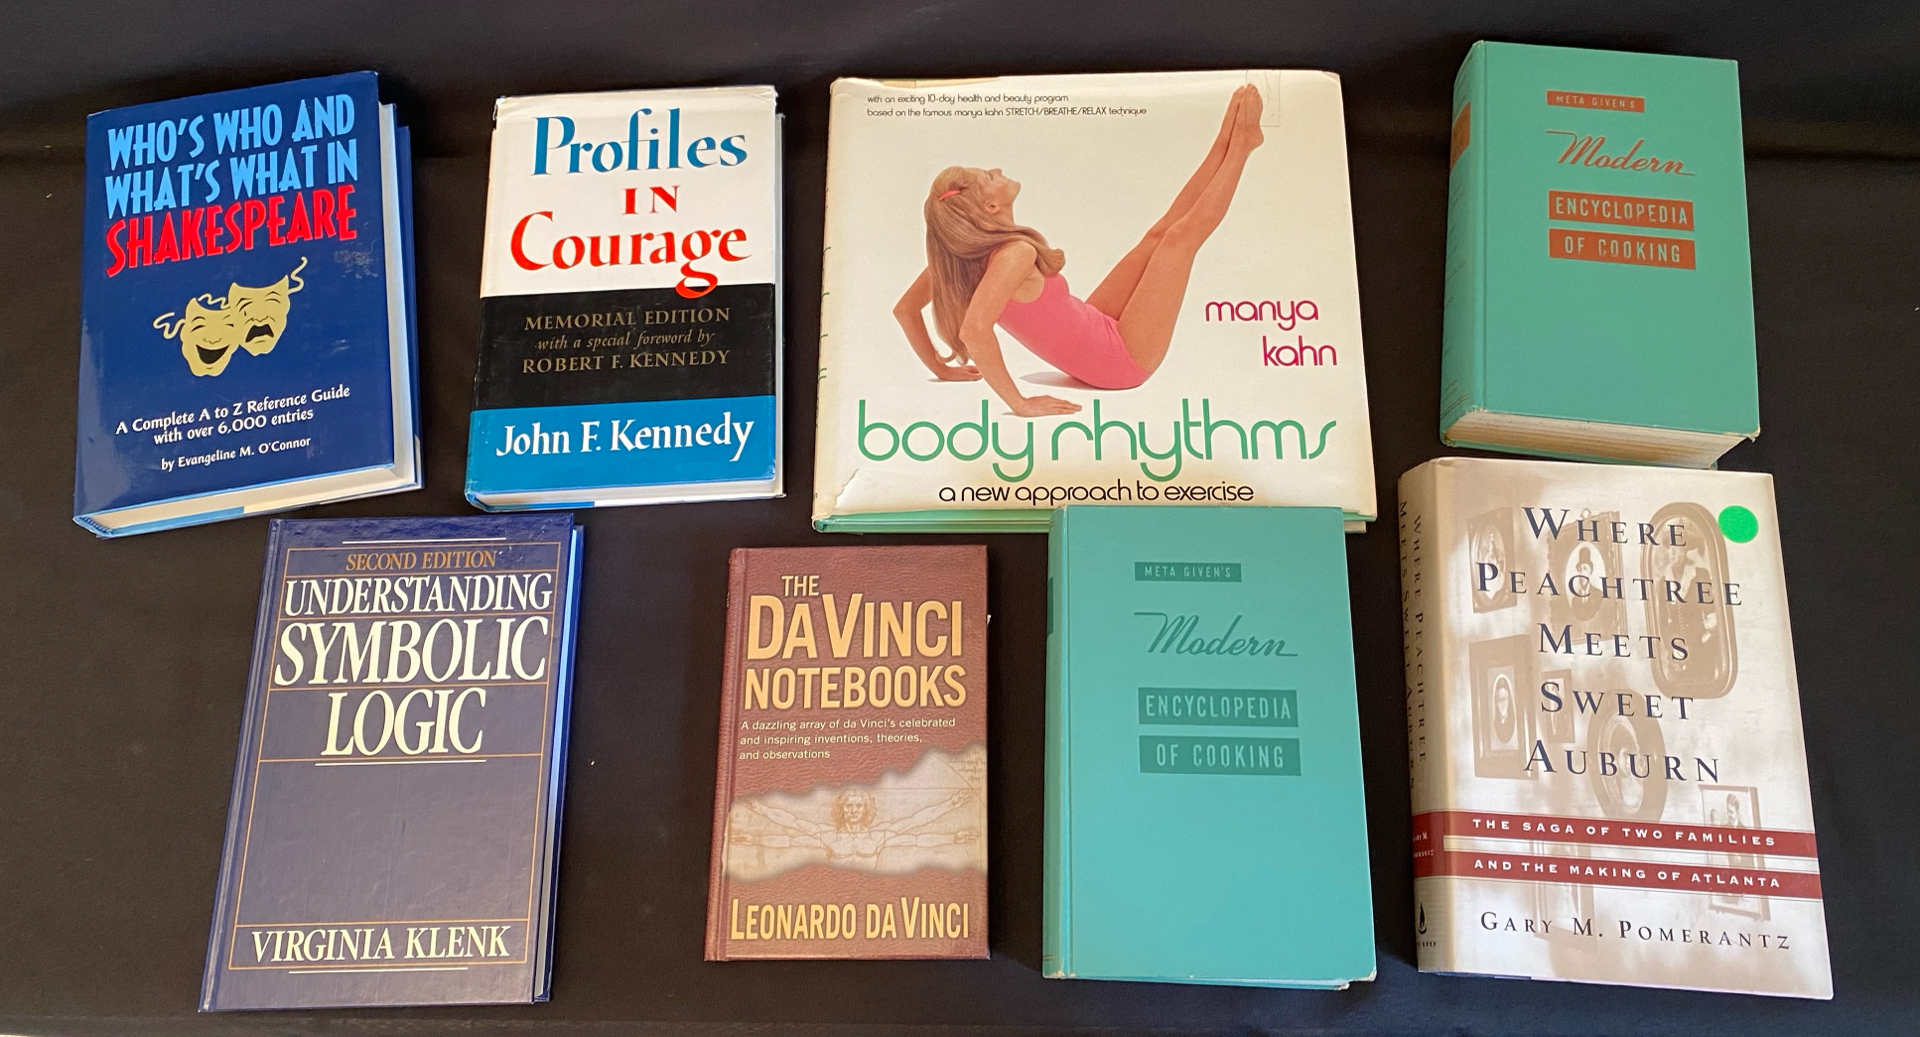 WHO'S WHO AND
WHAT'S WHAT IN
SHAKESPEARE
A Complete A to Z Reference Guide
with over 6,000 entries
by Evangeline M. O'Connor
Profiles
IN
Courage
MEMORIAL EDITION
with a special foreword by
ROBERT F. KENNEDY
John F. Kennedy
with an exciting 10-day health and beauty program
based on the famous manya kahn STRETCH/BREATHE/RELAX technique
manya
kahn
body rhythms
a new approach to exercise
META GIVEN'S
Modern
ENCYCLOPEDIA
OF COOKING
SECOND EDITION
UNDERSTANDING
SYMBOLIC
LOGIC
VIRGINIA KLENK
THE
DA VINCI
NOTEBOOKS
A dazzling array of da Vinci's celebrated
and inspiring inventions, theories,
and observations
LEONARDO DA VINCI
META GIVEN'S
Modern
ENCYCLOPEDIA
OF COOKING
WHERE PEACHTREE
MEETS SWEET AUBURN
WHERE
PEACHTREE
MEETS
SWEET
AUBURN
THE SAGA OF TWO FAMILIES
AND THE MAKING OF ATLANTA
GARY M. POMERANTZ